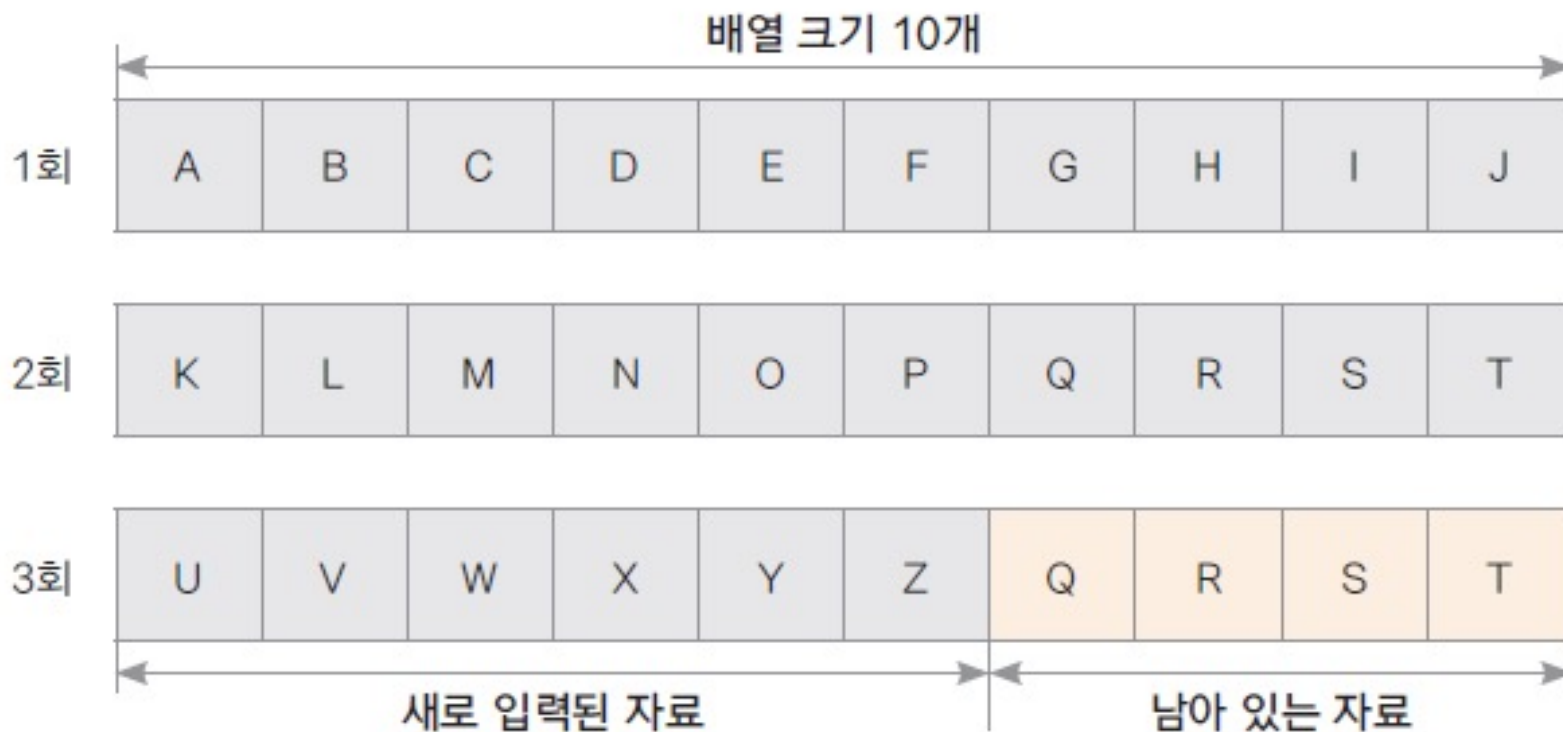 배열 크기 10개
1회 A B C D E F G H I J
2회 K L M N O P Q R S T
3회 U V W X Y Z Q R S T
새로 입력된 자료 남아 있는 자료